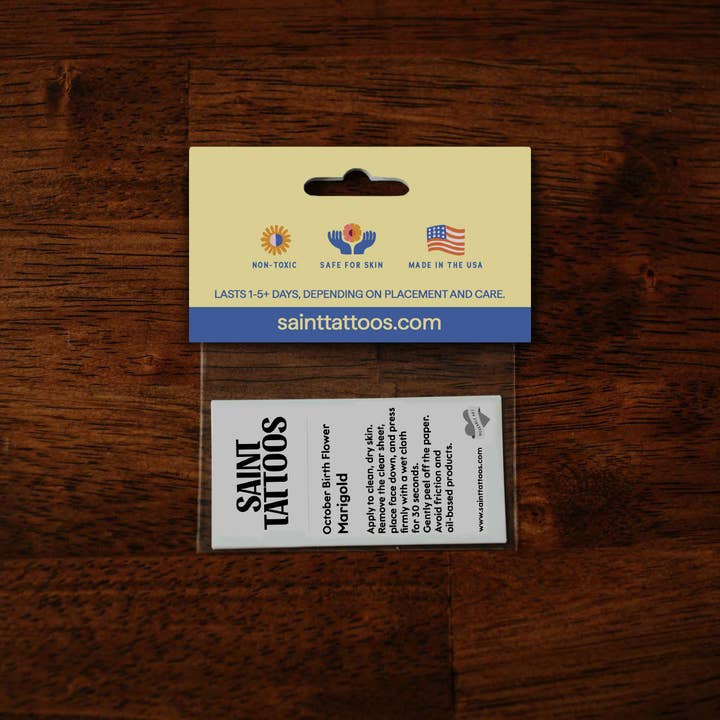 NON-TOXIC
SAFE FOR SKIN
MADE IN THE USA
LASTS 1-5+ DAYS, DEPENDING ON PLACEMENT AND CARE.
sainttattoos.com
SAINT
TATTOOS
October Birth Flower
Marigold
Apply to clean, dry skin.
Remove the clear sheet,
place face down, and press
firmly with a wet cloth
for 30 seconds.
Gently peel off the paper.
Avoid friction and
oil-based products.
www.sainttattoos.com